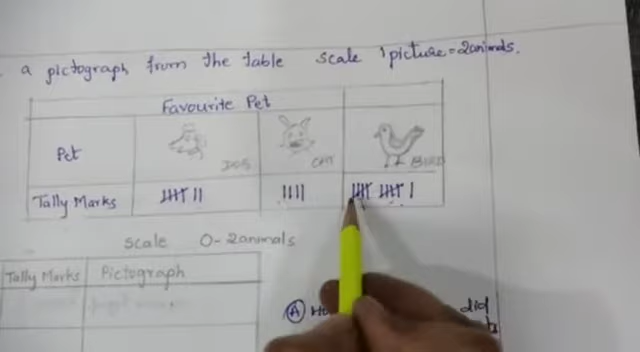 a pictograph from the table scale 1 picture = 2 animals.
Favourite Pet
Pet DOG CAT BIRD
Tally Marks
scale O - 2 animals
Tally Marks Pictograph
(A) did